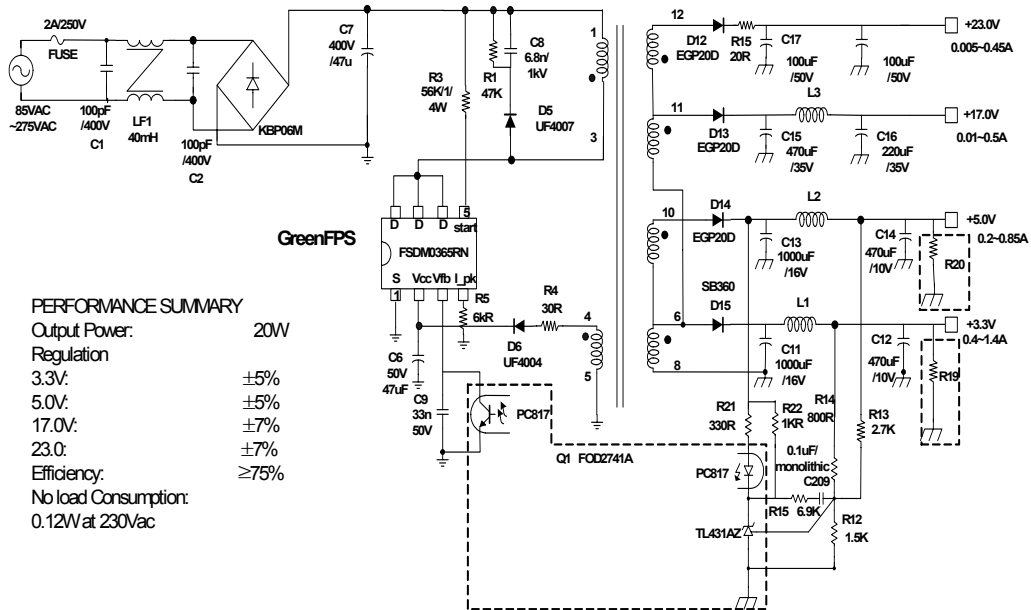 2A/250V
FUSE
85VAC
~275VAC
100pF
/400V
C1
LF1
40mH
100pF
/400V
C2
KBP06M
C7
400V
/47u
R3
56K/1/
4W
R1
47K
C8
6.8n/
1kV
D5
UF4007
1
3
12
11
10
6
8
D12
EGP20D
R15
20R
C17
100uF
/50V
100uF
/50V
+23.0V
0.005~0.45A
D13
EGP20D
C15
470uF
/35V
L3
C16
220uF
/35V
+17.0V
0.01~0.5A
D14
EGP20D
C13
1000uF
/16V
L2
C14
470uF
/10V
+5.0V
0.2~0.85A
R20
SB360
D15
C11
1000uF
/16V
L1
C12
470uF
/10V
+3.3V
0.4~1.4A
R19
GreenFPS
D D D 5
start
FSDM0365RN
S Vcc Vfb I_pk
1
R5
6kR
R4
30R
D6
UF4004
4
5
C6
50V
47uF
C9
33n
50V
PC817
Q1 FOD2741A
R21
330R
R22
1KR
R14
800R
R13
2.7K
0.1uF/
monolithic
C209
PC817
R15 6.9K
TL431AZ
R12
1.5K
PERFORMANCE SUMMARY
Output Power: 20W
Regulation
3.3V: ±5%
5.0V: ±5%
17.0V: ±7%
23.0: ±7%
Efficiency: ≥75%
No load Consumption:
0.12W at 230Vac